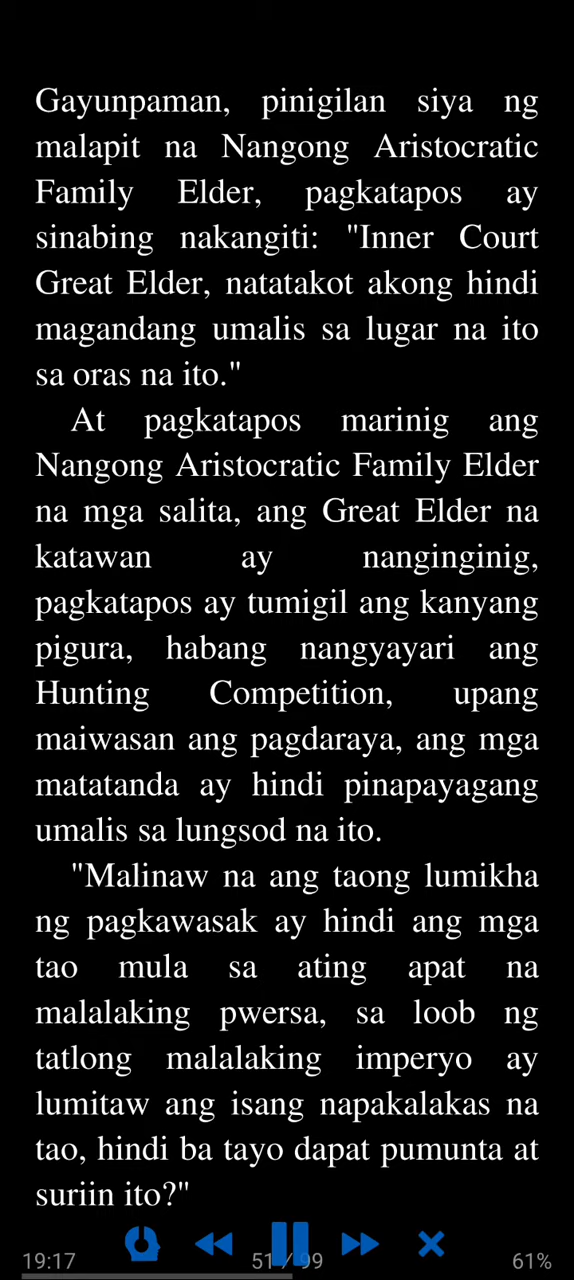 Gayunpaman, pinigilan siya ng
malapit na Nangong Aristocratic
Family Elder, pagkatapos ay
sinabing nakangiti: "Inner Court
Great Elder, natatakot akong hindi
magandang umalis sa lugar na ito
sa oras na ito."
At pagkatapos marinig ang
Nangong Aristocratic Family Elder
na mga salita, ang Great Elder na
katawan ay nanginginig,
pagkatapos ay tumigil ang kanyang
pigura, habang nangyayari ang
Hunting Competition, upang
maiwasan ang pagdaraya, ang mga
matatanda ay hindi pinapayagang
umalis sa lungsod na ito.
"Malinaw na ang taong lumikha
ng pagkawasak ay hindi ang mga
tao mula sa ating apat na
malalaking pwersa, sa loob ng
tatlong malalaking imperyo ay
lumitaw ang isang napakalakas na
tao, hindi ba tayo dapat pumunta at
suriin ito?"
19:17 51 / 99 61%